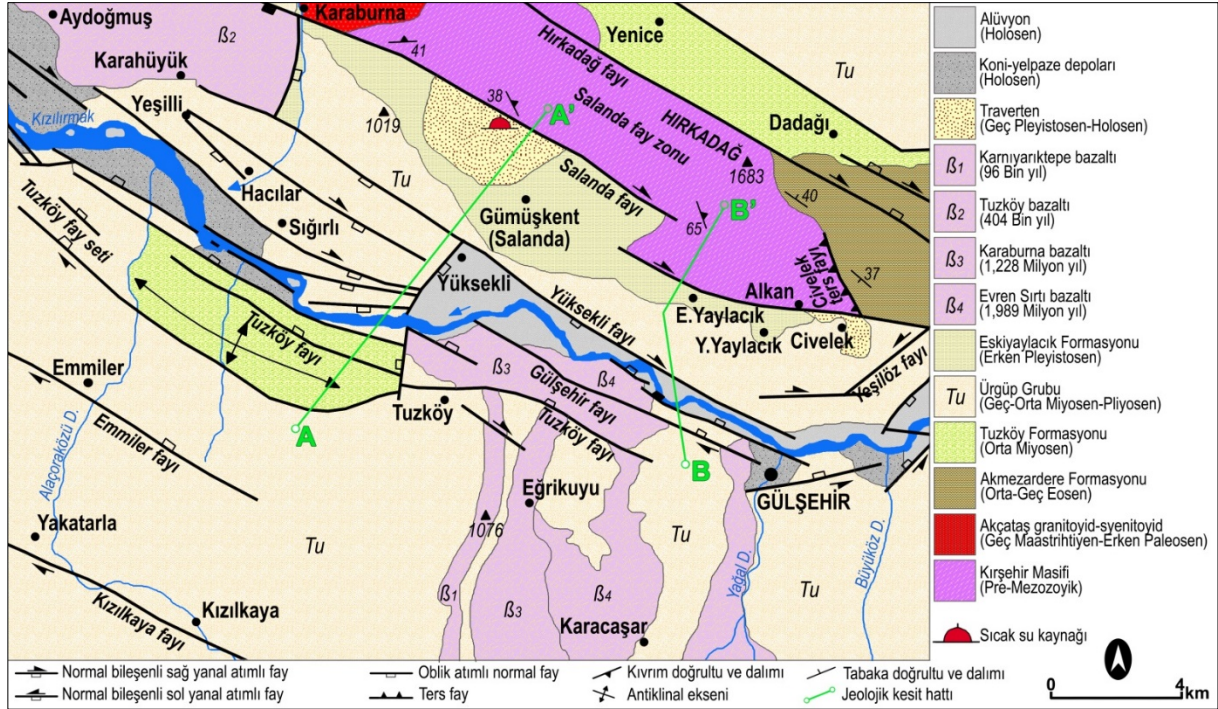 Aydoğmuş
Karaburna
ß2
Karahüyük
41
Hırkadağ fayı
Yenice
Tu
Yeşilli
Kızılırmak
38
1019
A'
Salanda fay zonu
HIRKADAĞ
Dadağı
Tu
Hacılar
Salanda fayı
1683
40
Sığırlı
Gümüşkent
(Salanda)
65
B'
Tuzköy fay seti
Yüksekli
Civelek
ters fayı
37
Alkan
E.Yaylacık
Tuzköy fayı
Yüksekli fayı
Y.Yaylacık
Civelek
Emmiler
ß3
ß4
Yeşilöz fayı
Gülşehir fayı
Tuzköy
Tuzköy fayı
A
Emmiler fayı
Alaçoraközü D.
B
GÜLŞEHİR
Eğrikuyu
1076
Yakatarla
Tu
Tu
Tu
Yağal D.
Büyüköz D.
ß1
ß3
ß4
Kızılkaya
Kızılkaya fayı
Karacaşar
Alüvyon
(Holosen)
Koni-yelpaze depoları
(Holosen)
Traverten
(Geç Pleyistosen-Holosen)
ß1
Karnıyarıktepe bazaltı
(96 Bin yıl)
ß2
Tuzköy bazaltı
(404 Bin yıl)
ß3
Karaburna bazaltı
(1,228 Milyon yıl)
ß4
Evren Sırtı bazaltı
(1,989 Milyon yıl)
Eskiyaylacık Formasyonu
(Erken Pleyistosen)
Tu
Ürgüp Grubu
(Geç-Orta Miyosen-Pliyosen)
Tuzköy Formasyonu
(Orta Miyosen)
Akmezardere Formasyonu
(Orta-Geç Eosen)
Akçataş granitoyid-syenitoyid
(Geç Maastrihtiyen-Erken Paleosen)
Kırşehir Masifi
(Pre-Mezozoyik)
Sıcak su kaynağı
Normal bileşenli sağ yanal atımlı fay
Oblik atımlı normal fay
Kıvrım doğrultu ve dalımı
Tabaka doğrultu ve dalımı
Normal bileşenli sol yanal atımlı fay
Ters fay
Antiklinal ekseni
Jeolojik kesit hattı
0
4
km